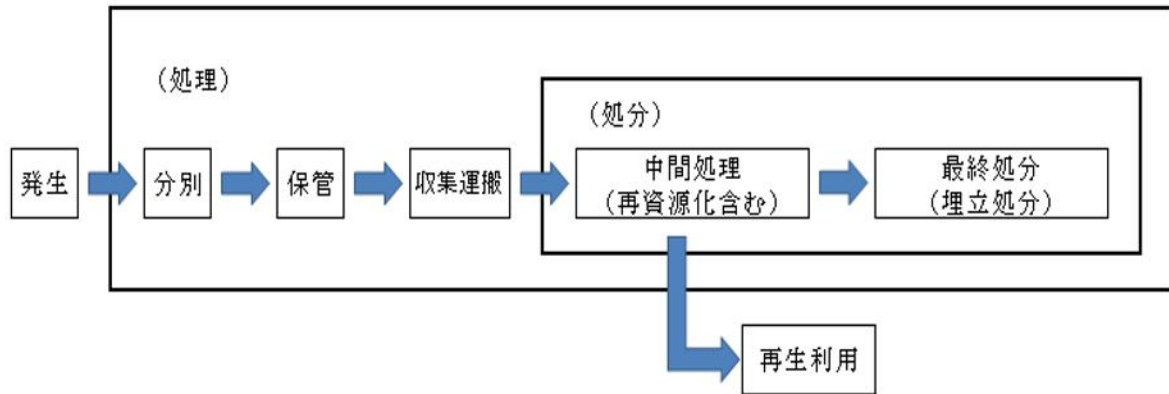 (処理)
(処分)
発生
分別
保管
収集運搬
中間処理
(再資源化含む)
最終処分
(埋立処分)
再生利用